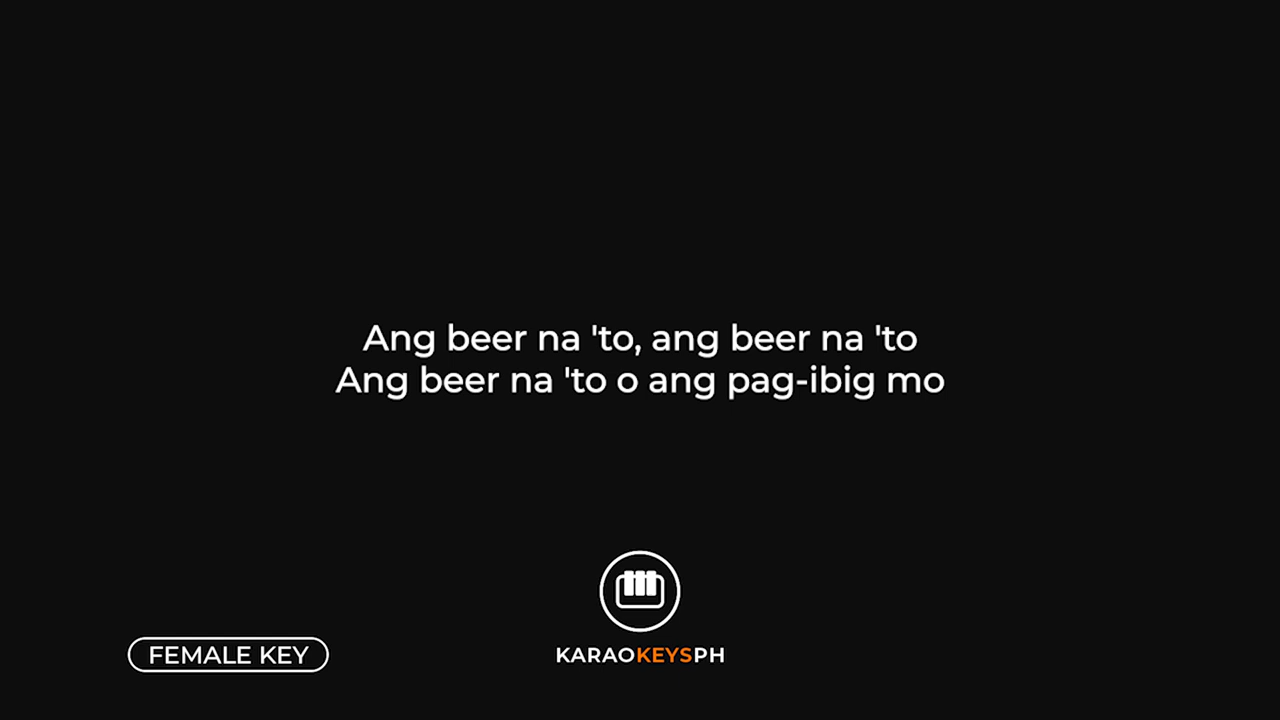 Ang beer na 'to, ang beer na 'to
Ang beer na 'to o ang pag-ibig mo
FEMALE KEY
KARAOKEYSPH